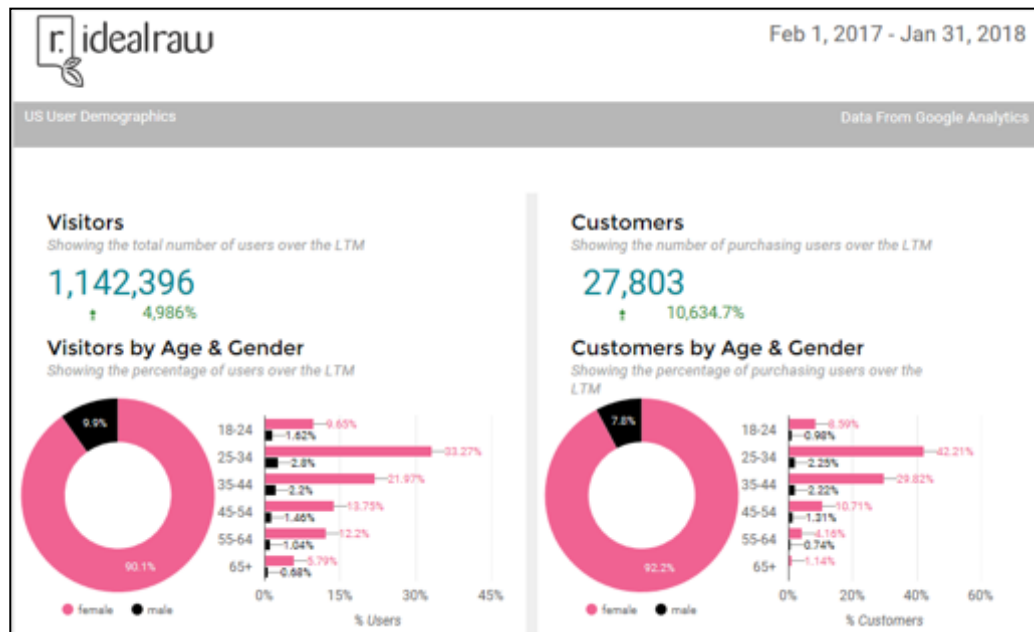 r. idealraw
Feb 1, 2017 - Jan 31, 2018
US User Demographics
Data From Google Analytics
Visitors
Showing the total number of users over the LTM
1,142,396
4,986%
Visitors by Age & Gender
Showing the percentage of users over the LTM
9.9%
90.1%
female male
18-24
9.65%
1.62%
25-34
33.27%
2.8%
35-44
21.97%
2.2%
45-54
13.75%
1.46%
55-64
12.2%
1.04%
65+
5.79%
0.68%
0% 15% 30% 45%
% Users
Customers
Showing the number of purchasing users over the LTM
27,803
10,634.7%
Customers by Age & Gender
Showing the percentage of purchasing users over the
LTM
7.8%
92.2%
female male
18-24
8.59%
0.98%
25-34
42.21%
2.25%
35-44
29.82%
2.22%
45-54
10.71%
1.31%
55-64
4.16%
0.74%
65+
1.14%
0% 20% 40% 60%
% Customers